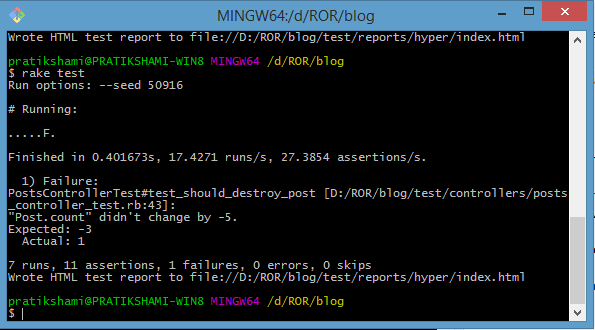 MINGW64:/d/ROR/blog
Wrote HTML test report to file://D:/ROR/blog/test/reports/hyper/index.html
pratikshami@PRATIKSHAMI-WIN8 MINGW64 /d/ROR/blog
$ rake test
Run options: --seed 50916
# Running:
.....F.
Finished in 0.401673s, 17.4271 runs/s, 27.3854 assertions/s.
1) Failure:
PostsControllerTest#test_should_destroy_post [D:/ROR/blog/test/controllers/posts
_controller_test.rb:43]:
"Post.count" didn't change by -5.
Expected: -3
Actual: 1
7 runs, 11 assertions, 1 failures, 0 errors, 0 skips
Wrote HTML test report to file://D:/ROR/blog/test/reports/hyper/index.html
pratikshami@PRATIKSHAMI-WIN8 MINGW64 /d/ROR/blog
$